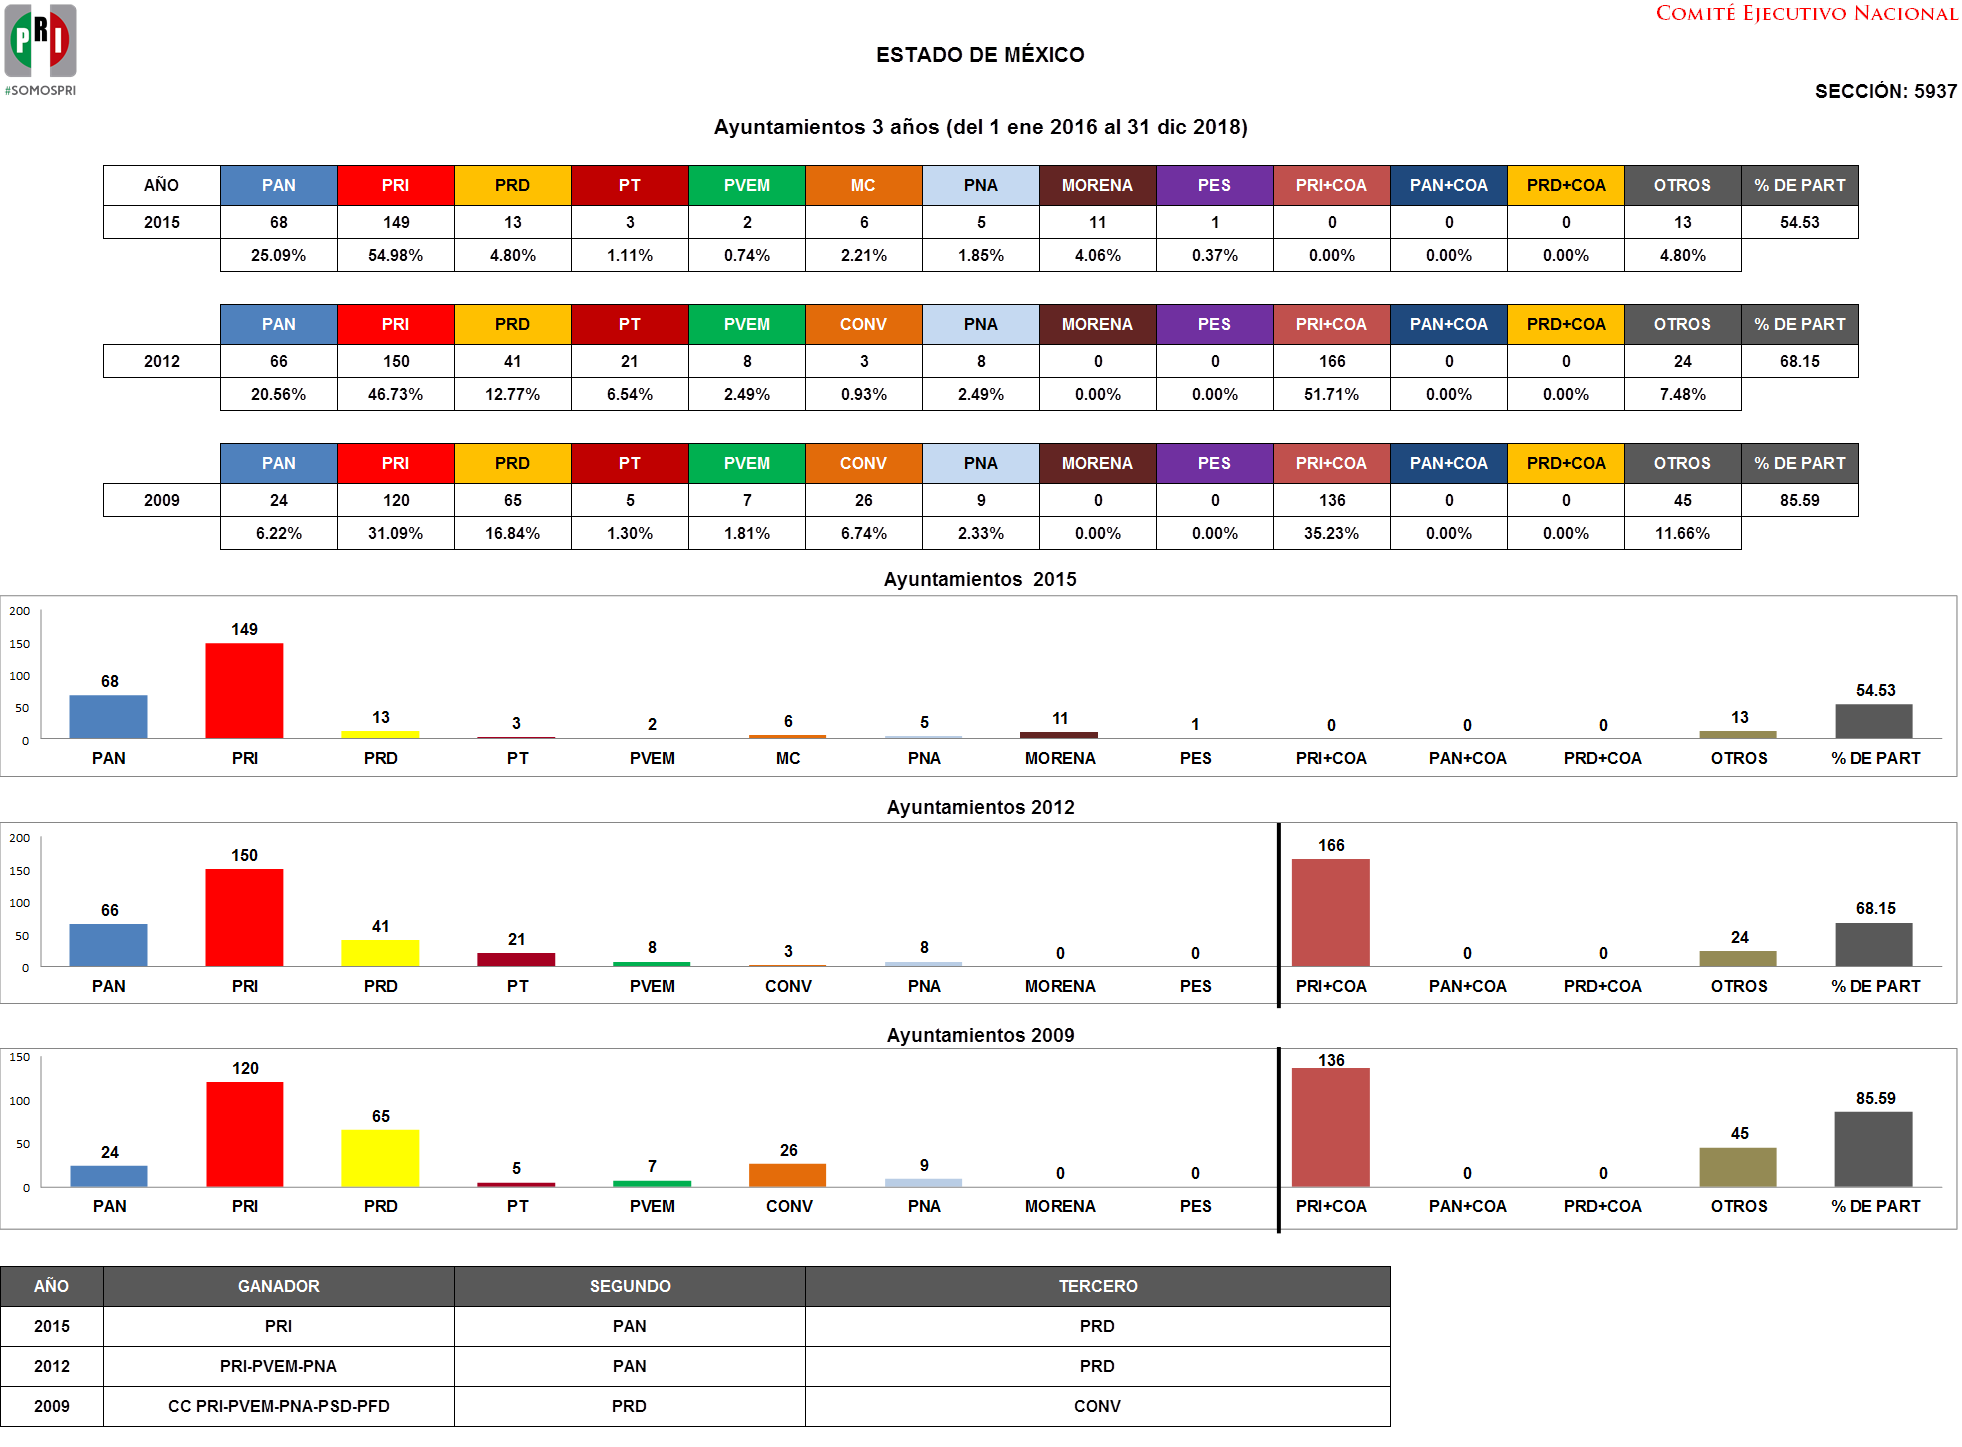 PRI
#SOMOSPRI
COMITÉ EJECUTIVO NACIONAL
ESTADO DE MÉXICO
SECCIÓN: 5937
Ayuntamientos 3 años (del 1 ene 2016 al 31 dic 2018)
AÑO PAN PRI PRD PT PVEM MC PNA MORENA PES PRI+COA PAN+COA PRD+COA OTROS % DE PART
2015 68 149 13 3 2 6 5 11 1 0 0 0 13 54.53
25.09% 54.98% 4.80% 1.11% 0.74% 2.21% 1.85% 4.06% 0.37% 0.00% 0.00% 0.00% 4.80%
PAN PRI PRD PT PVEM CONV PNA MORENA PES PRI+COA PAN+COA PRD+COA OTROS % DE PART
2012 66 150 41 21 8 3 8 0 0 166 0 0 24 68.15
20.56% 46.73% 12.77% 6.54% 2.49% 0.93% 2.49% 0.00% 0.00% 51.71% 0.00% 0.00% 7.48%
PAN PRI PRD PT PVEM CONV PNA MORENA PES PRI+COA PAN+COA PRD+COA OTROS % DE PART
2009 24 120 65 5 7 26 9 0 0 136 0 0 45 85.59
6.22% 31.09% 16.84% 1.30% 1.81% 6.74% 2.33% 0.00% 0.00% 35.23% 0.00% 0.00% 11.66%
Ayuntamientos 2015
200
150
100
50
0
68 149 13 3 2 6 5 11 1 0 0 0 13 54.53
PAN PRI PRD PT PVEM MC PNA MORENA PES PRI+COA PAN+COA PRD+COA OTROS % DE PART
Ayuntamientos 2012
200
150
100
50
0
66 150 41 21 8 3 8 0 0 166 0 0 24 68.15
PAN PRI PRD PT PVEM CONV PNA MORENA PES PRI+COA PAN+COA PRD+COA OTROS % DE PART
Ayuntamientos 2009
150
100
50
0
24 120 65 5 7 26 9 0 0 136 0 0 45 85.59
PAN PRI PRD PT PVEM CONV PNA MORENA PES PRI+COA PAN+COA PRD+COA OTROS % DE PART
AÑO GANADOR SEGUNDO TERCERO
2015 PRI PAN PRD
2012 PRI-PVEM-PNA PAN PRD
2009 CC PRI-PVEM-PNA-PSD-PFD PRD CONV